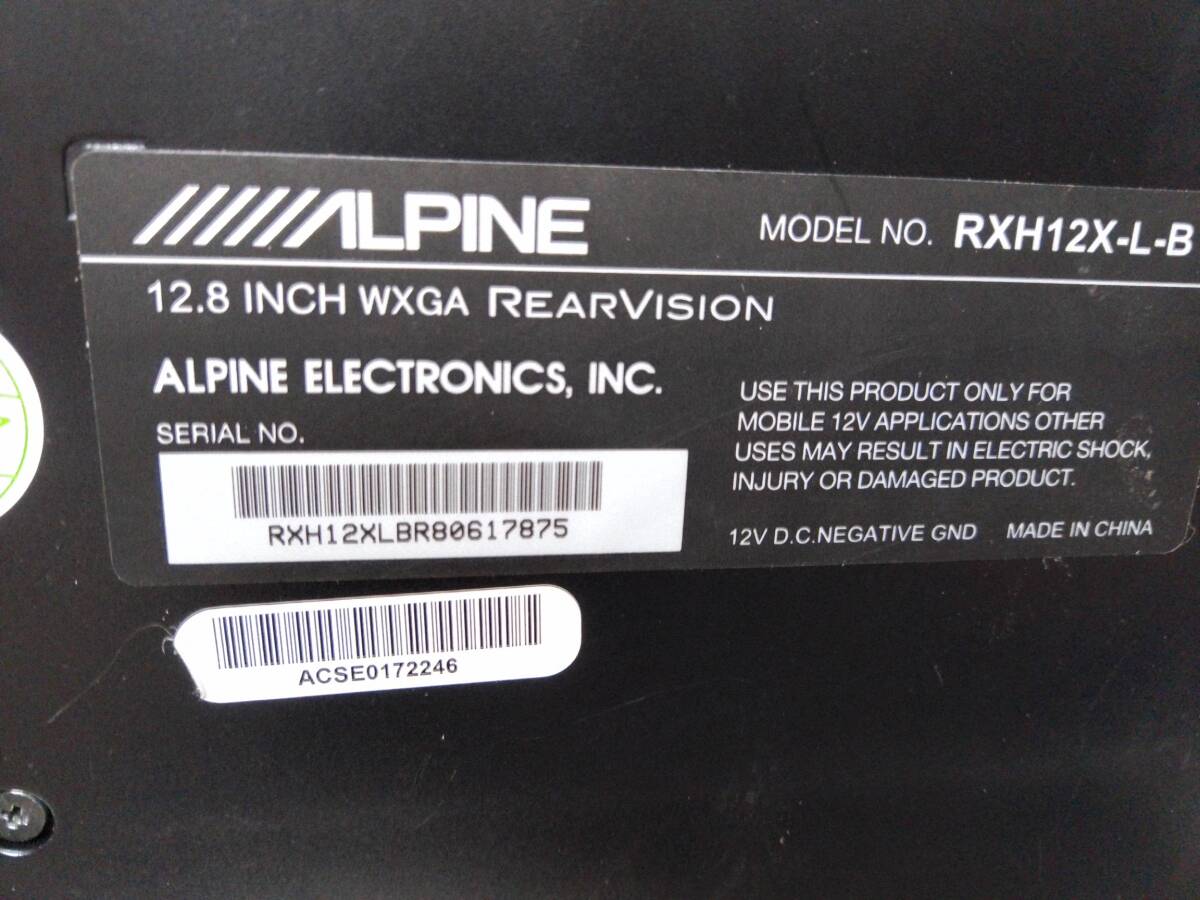 ALPINE
MODEL NO. RXH12X-L-B
12.8 INCH WXGA REARVISION
ALPINE ELECTRONICS, INC.
SERIAL NO.
RXH12XLBR80617875
USE THIS PRODUCT ONLY FOR
MOBILE 12V APPLICATIONS OTHER
USES MAY RESULT IN ELECTRIC SHOCK,
INJURY OR DAMAGED PRODUCT.
12V D.C.NEGATIVE GND MADE IN CHINA
ACSE0172246